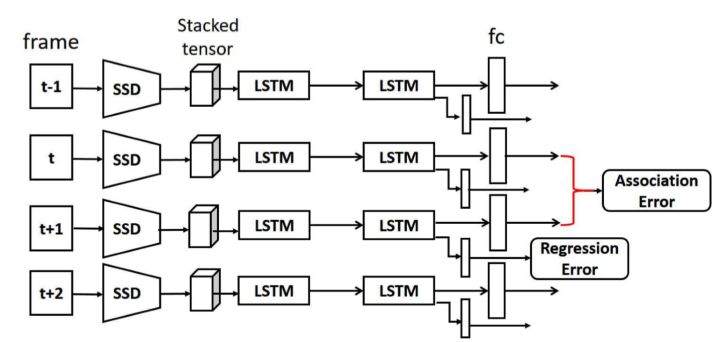 frame
Stacked
tensor
fc
t-1
SSD
LSTM
LSTM
t
SSD
LSTM
LSTM
Association
Error
t+1
SSD
LSTM
LSTM
Regression
Error
t+2
SSD
LSTM
LSTM